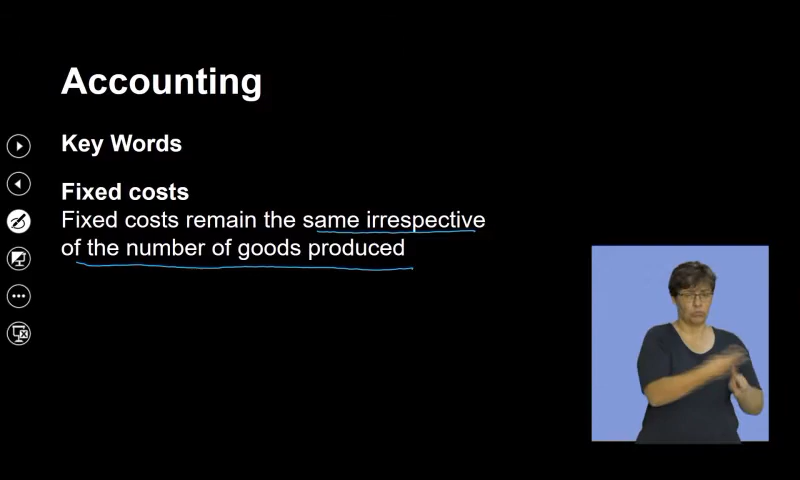 Accounting
Key Words
Fixed costs
Fixed costs remain the same irrespective
of the number of goods produced